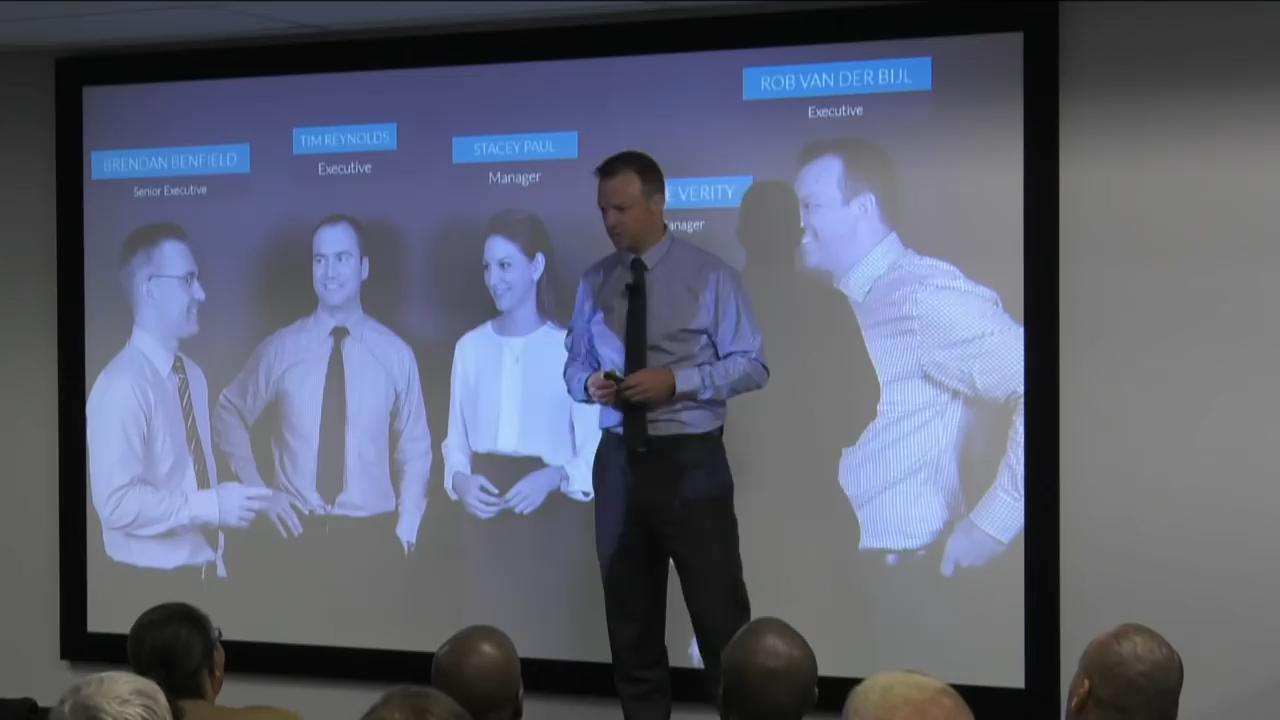 BRENDAN BENFIELD
Senior Executive
TIM REYNOLDS
Executive
STACEY PAUL
Manager
E VERITY
anager
ROB VAN DER BIJL
Executive